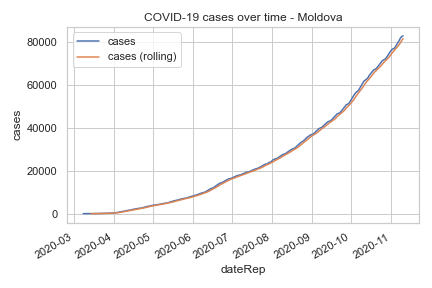 COVID-19 cases over time - Moldova
cases
cases (rolling)
80000
60000
40000
20000
0
cases
2020-03
2020-04
2020-05
2020-06
2020-07
2020-08
2020-09
2020-10
2020-11
dateRep